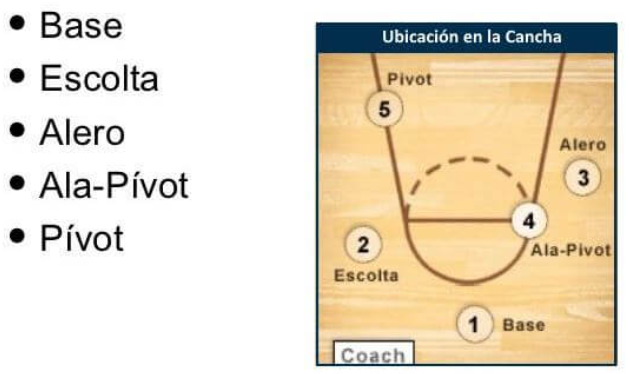 • Base
• Escolta
• Alero
• Ala-Pívot
• Pívot
Ubicación en la Cancha
Pivot
5
Alero
3
4
Ala-Pivot
2
Escolta
1 Base
Coach